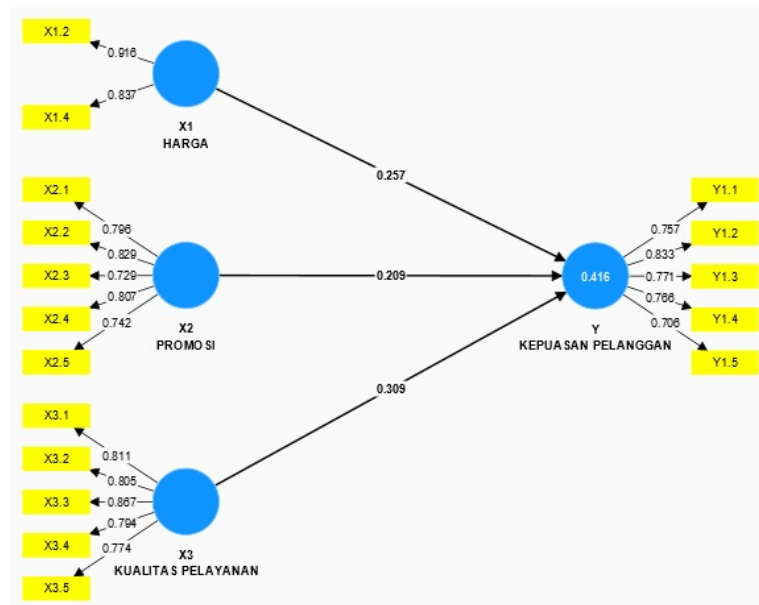 X1.2
0.916
0.837
X1.4
X1
HARGA
0.257
X2.1
X2.2
X2.3
X2.4
X2.5
0.796
0.829
0.729
0.807
0.742
X2
PROMOSI
0.209
X3.1
X3.2
X3.3
X3.4
X3.5
0.811
0.805
0.867
0.794
0.774
X3
KUALITAS PELAYANAN
0.309
0.416
Y
KEPUASAN PELANGGAN
0.757
0.833
0.771
0.766
0.706
Y1.1
Y1.2
Y1.3
Y1.4
Y1.5